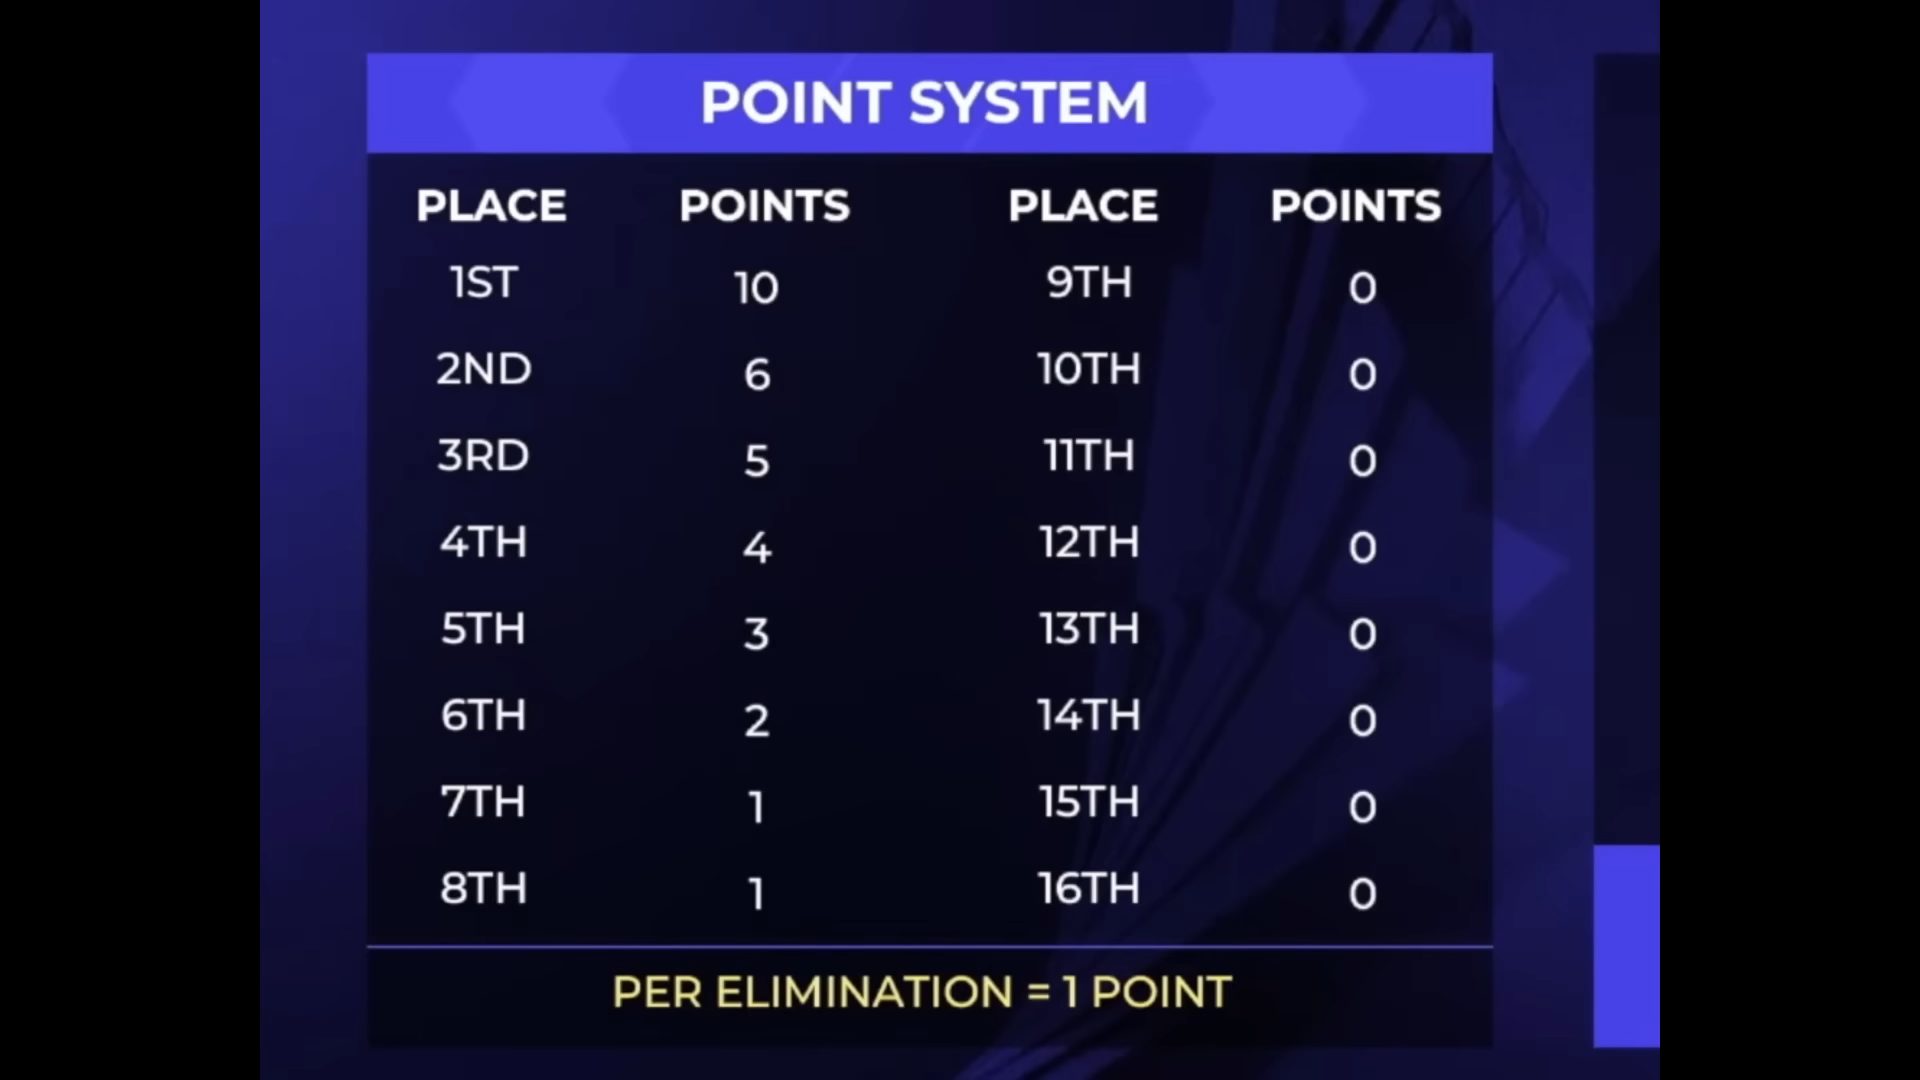 POINT SYSTEM
PLACE POINTS PLACE POINTS
1ST 10 9TH 0
2ND 6 10TH 0
3RD 5 11TH 0
4TH 4 12TH 0
5TH 3 13TH 0
6TH 2 14TH 0
7TH 1 15TH 0
8TH 1 16TH 0
PER ELIMINATION = 1 POINT